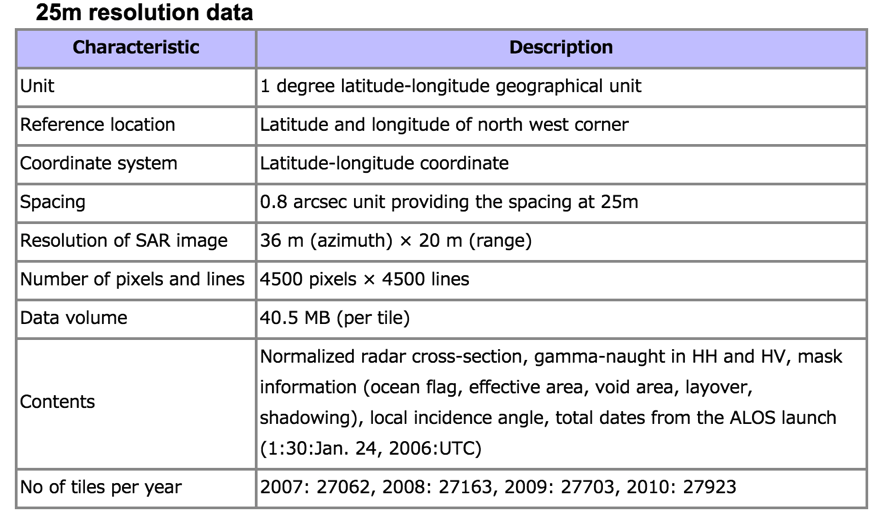 25m resolution data
Characteristic Description
Unit 1 degree latitude-longitude geographical unit
Reference location Latitude and longitude of north west corner
Coordinate system Latitude-longitude coordinate
Spacing 0.8 arcsec unit providing the spacing at 25m
Resolution of SAR image 36 m (azimuth) × 20 m (range)
Number of pixels and lines 4500 pixels × 4500 lines
Data volume 40.5 MB (per tile)
Contents
Normalized radar cross-section, gamma-naught in HH and HV, mask
information (ocean flag, effective area, void area, layover,
shadowing), local incidence angle, total dates from the ALOS launch
(1:30:Jan. 24, 2006:UTC)
No of tiles per year 2007: 27062, 2008: 27163, 2009: 27703, 2010: 27923